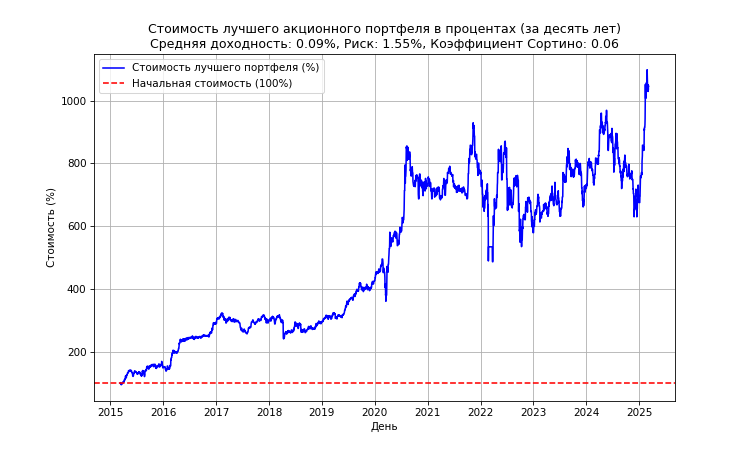 Стоимость лучшего акционного портфеля в процентах (за десять лет)
Средняя доходность: 0.09%, Риск: 1.55%, Коэффициент Сортино: 0.06
Стоимость лучшего портфеля (%)
Начальная стоимость (100%)
Стоимость (%)
1000
800
600
400
200
2015 2016 2017 2018 2019 2020 2021 2022 2023 2024 2025
День